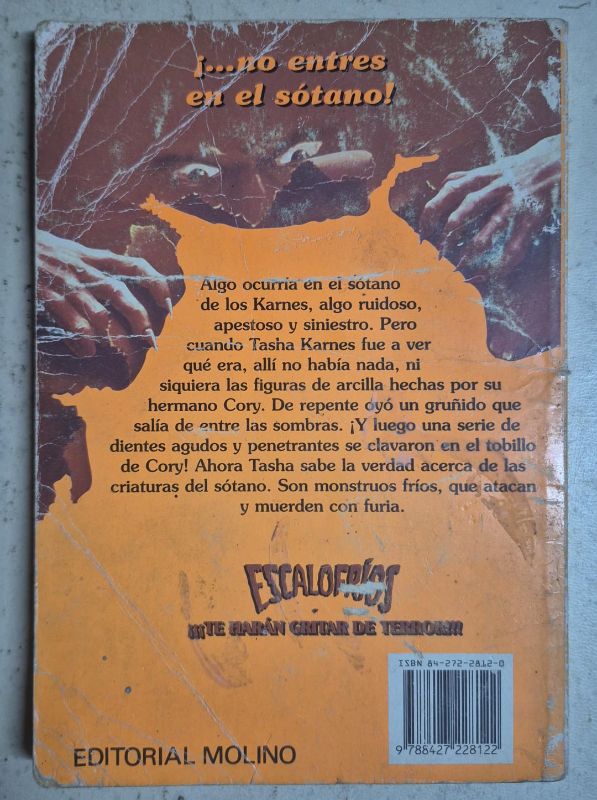 ¡...no entres
en el sótano!
Algo ocurría en el sótano
de los Karnes, algo ruidoso,
apestoso y siniestro. Pero
cuando Tasha Karnes fue a ver
qué era, allí no había nada, ni
siquiera las figuras de arcilla hechas por su
hermano Cory. De repente oyó un gruñido que
salía de entre las sombras. ¡Y luego una serie de
dientes agudos y penetrantes se clavaron en el tobillo
de Cory! Ahora Tasha sabe la verdad acerca de las
criaturas del sótano. Son monstruos fríos, que atacan
y muerden con furia.
ESCALOFRÍOS
¡¡¡TE HARÁN GRITAR DE TERROR!!!
ISBN 84-272-2812-0
9 788427 228122
EDITORIAL MOLINO